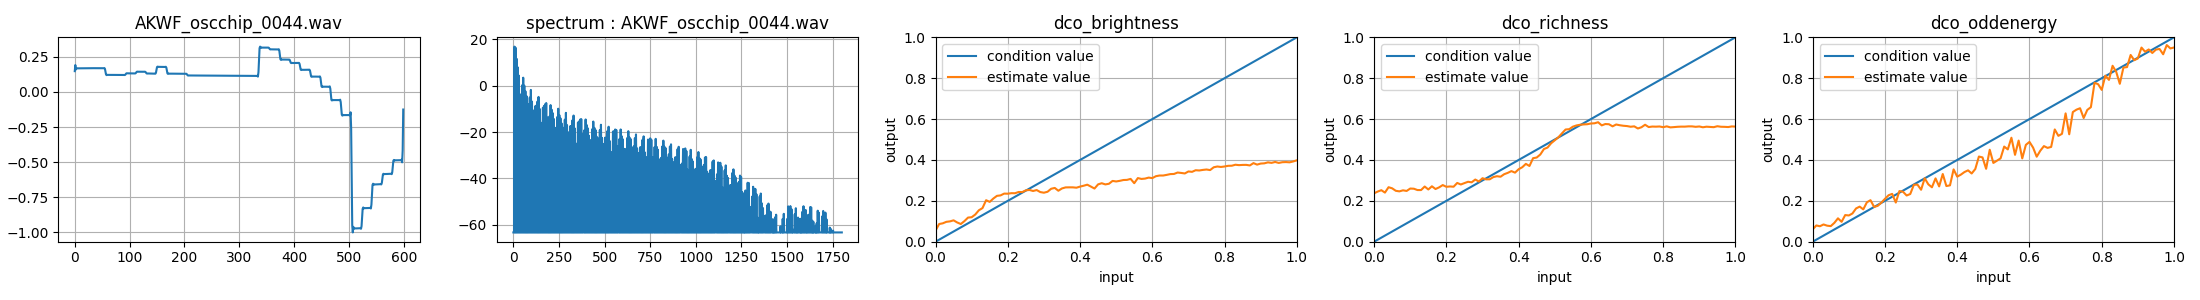 AKWF_oscchip_0044.wav
0.25
0.00
−0.25
−0.50
−0.75
−1.00
0 100 200 300 400 500 600
spectrum : AKWF_oscchip_0044.wav
20
0
−20
−40
−60
0 250 500 750 1000 1250 1500 1750
dco_brightness
condition value
estimate value
output
1.0
0.8
0.6
0.4
0.2
0.0
0.0 0.2 0.4 0.6 0.8 1.0
input
dco_richness
condition value
estimate value
output
1.0
0.8
0.6
0.4
0.2
0.0
0.0 0.2 0.4 0.6 0.8 1.0
input
dco_oddenergy
condition value
estimate value
output
1.0
0.8
0.6
0.4
0.2
0.0
0.0 0.2 0.4 0.6 0.8 1.0
input